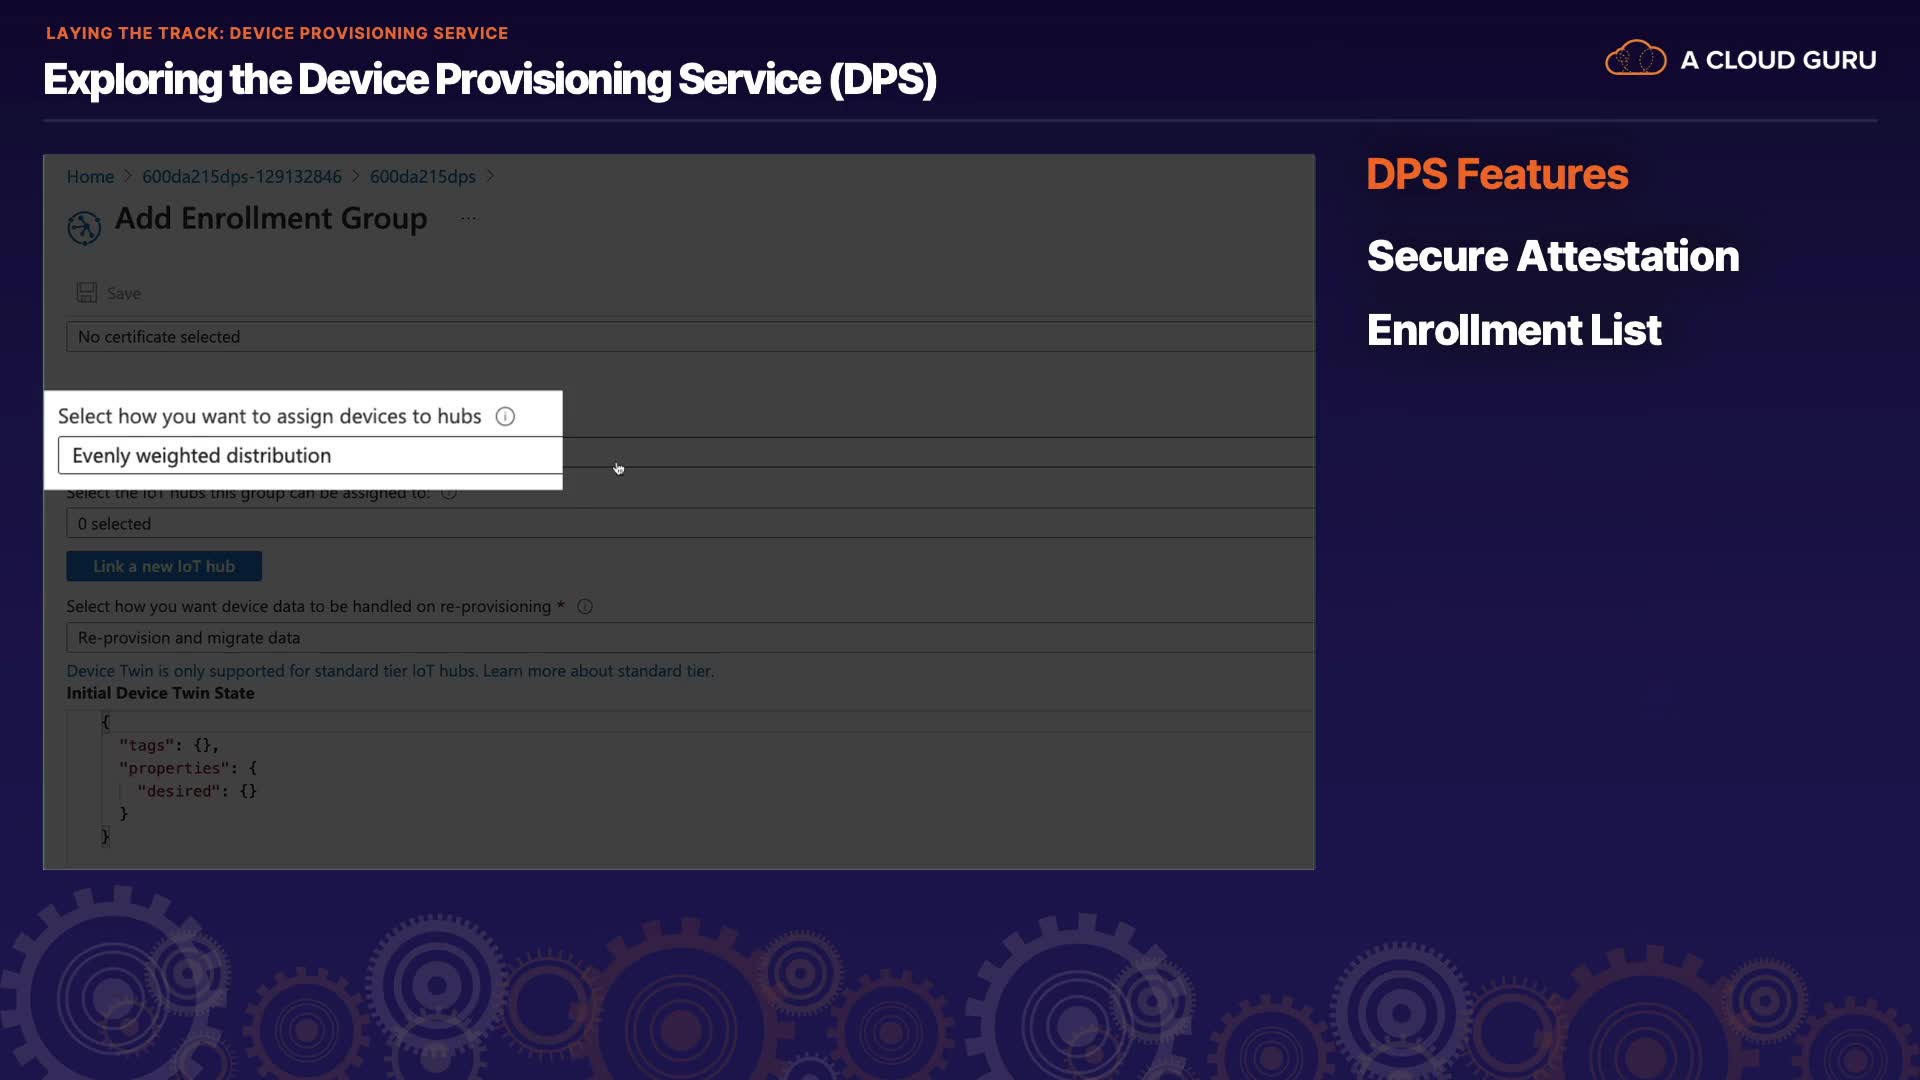 LAYING THE TRACK: DEVICE PROVISIONING SERVICE
Exploring the Device Provisioning Service (DPS)
A CLOUD GURU
Home > 600da215dps-129132846 > 600da215dps >
Add Enrollment Group ...
Save
No certificate selected
Select how you want to assign devices to hubs
Evenly weighted distribution
Select the IoT hubs this group can be assigned to:
0 selected
Link a new IoT hub
Select how you want device data to be handled on re-provisioning *
Re-provision and migrate data
Device Twin is only supported for standard tier IoT hubs. Learn more about standard tier.
Initial Device Twin State
{
"tags": {},
"properties": {
"desired": {}
}
}
DPS Features
Secure Attestation
Enrollment List